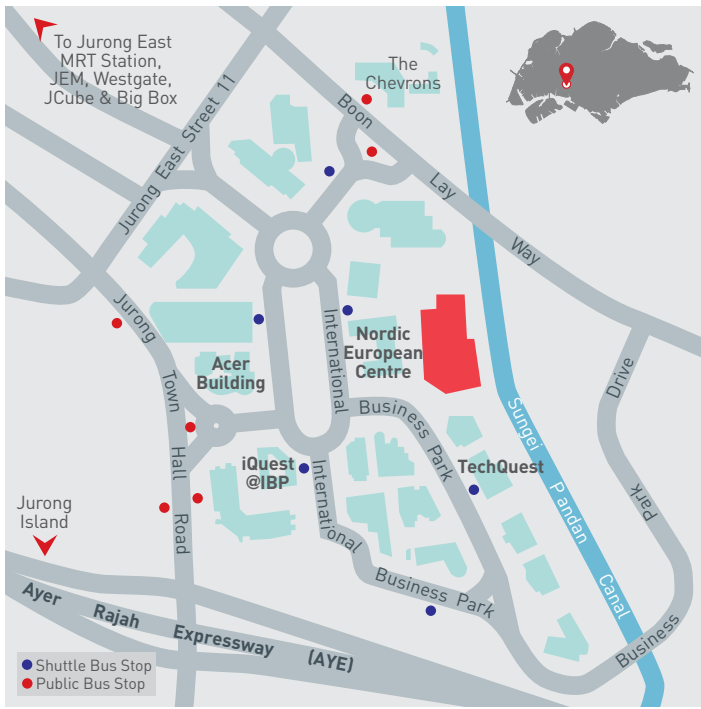 To Jurong East
MRT Station,
JEM, Westgate,
JCube & Big Box
The
Chevrons
Jurong East Street 11
Boon Lay Way
Jurong Town Hall Road
International
Nordic
European
Centre
Acer
Building
Business Park
iQuest
@IBP
TechQuest
International
Business Park
Sungei Pandan Canal
Drive
Park
Business
Jurong
Island
Ayer Rajah Expressway (AYE)
Shuttle Bus Stop
Public Bus Stop